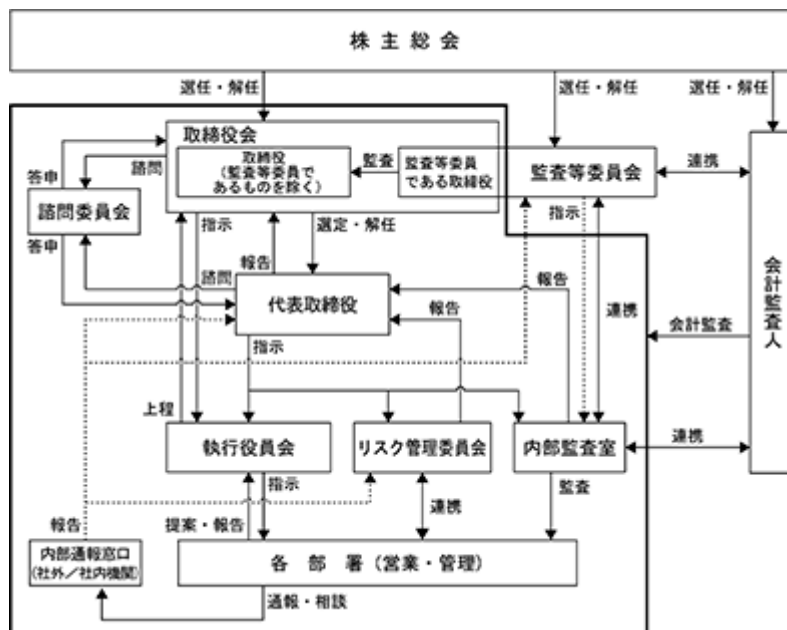 株主総会
選任・解任
選任・解任
選任・解任
取締役会
取締役
(監査等委員で
あるものを除く)
監査
監査等委員
である取締役
監査等委員会
連携
答申
諮問
諮問委員会
答申
諮問
指示
報告
選定・解任
指示
代表取締役
報告
報告
連携
会計監査
会計監査人
指示
上程
執行役員会
リスク管理委員会
内部監査室
連携
指示
提案・報告
連携
監査
報告
内部通報窓口
(社外/社内機関)
各部署(営業・管理)
通報・相談